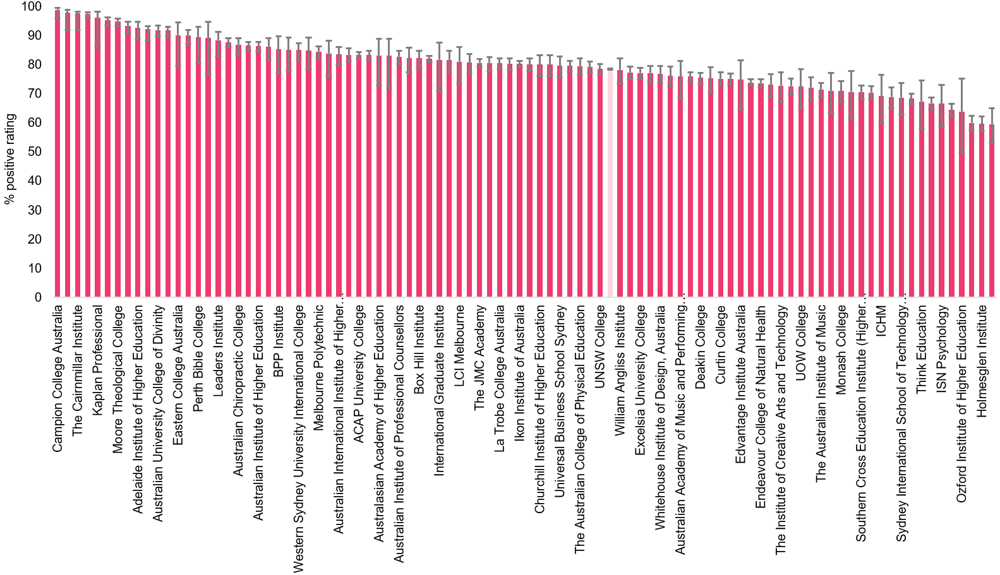 100
90
80
70
60
50
40
30
20
10
0
% positive rating
Campion College Australia
The Cairnmillar Institute
Kaplan Professional
Moore Theological College
Adelaide Institute of Higher Education
Australian University College of Divinity
Eastern College Australia
Perth Bible College
Leaders Institute
Australian Chiropractic College
Australian Institute of Higher Education
BPP Institute
Western Sydney University International College
Melbourne Polytechnic
Australian International Institute of Higher…
ACAP University College
Australasian Academy of Higher Education
Australian Institute of Professional Counsellors
Box Hill Institute
International Graduate Institute
LCI Melbourne
The JMC Academy
La Trobe College Australia
Ikon Institute of Australia
Churchill Institute of Higher Education
Universal Business School Sydney
The Australian College of Physical Education
UNSW College
William Angliss Institute
Excelsia University College
Whitehouse Institute of Design, Australia
Australian Academy of Music and Performing…
Deakin College
Curtin College
Edvantage Institute Australia
Endeavour College of Natural Health
The Institute of Creative Arts and Technology
UOW College
The Australian Institute of Music
Monash College
Southern Cross Education Institute (Higher…
ICHM
Sydney International School of Technology…
Think Education
ISN Psychology
Ozford Institute of Higher Education
Holmesglen Institute